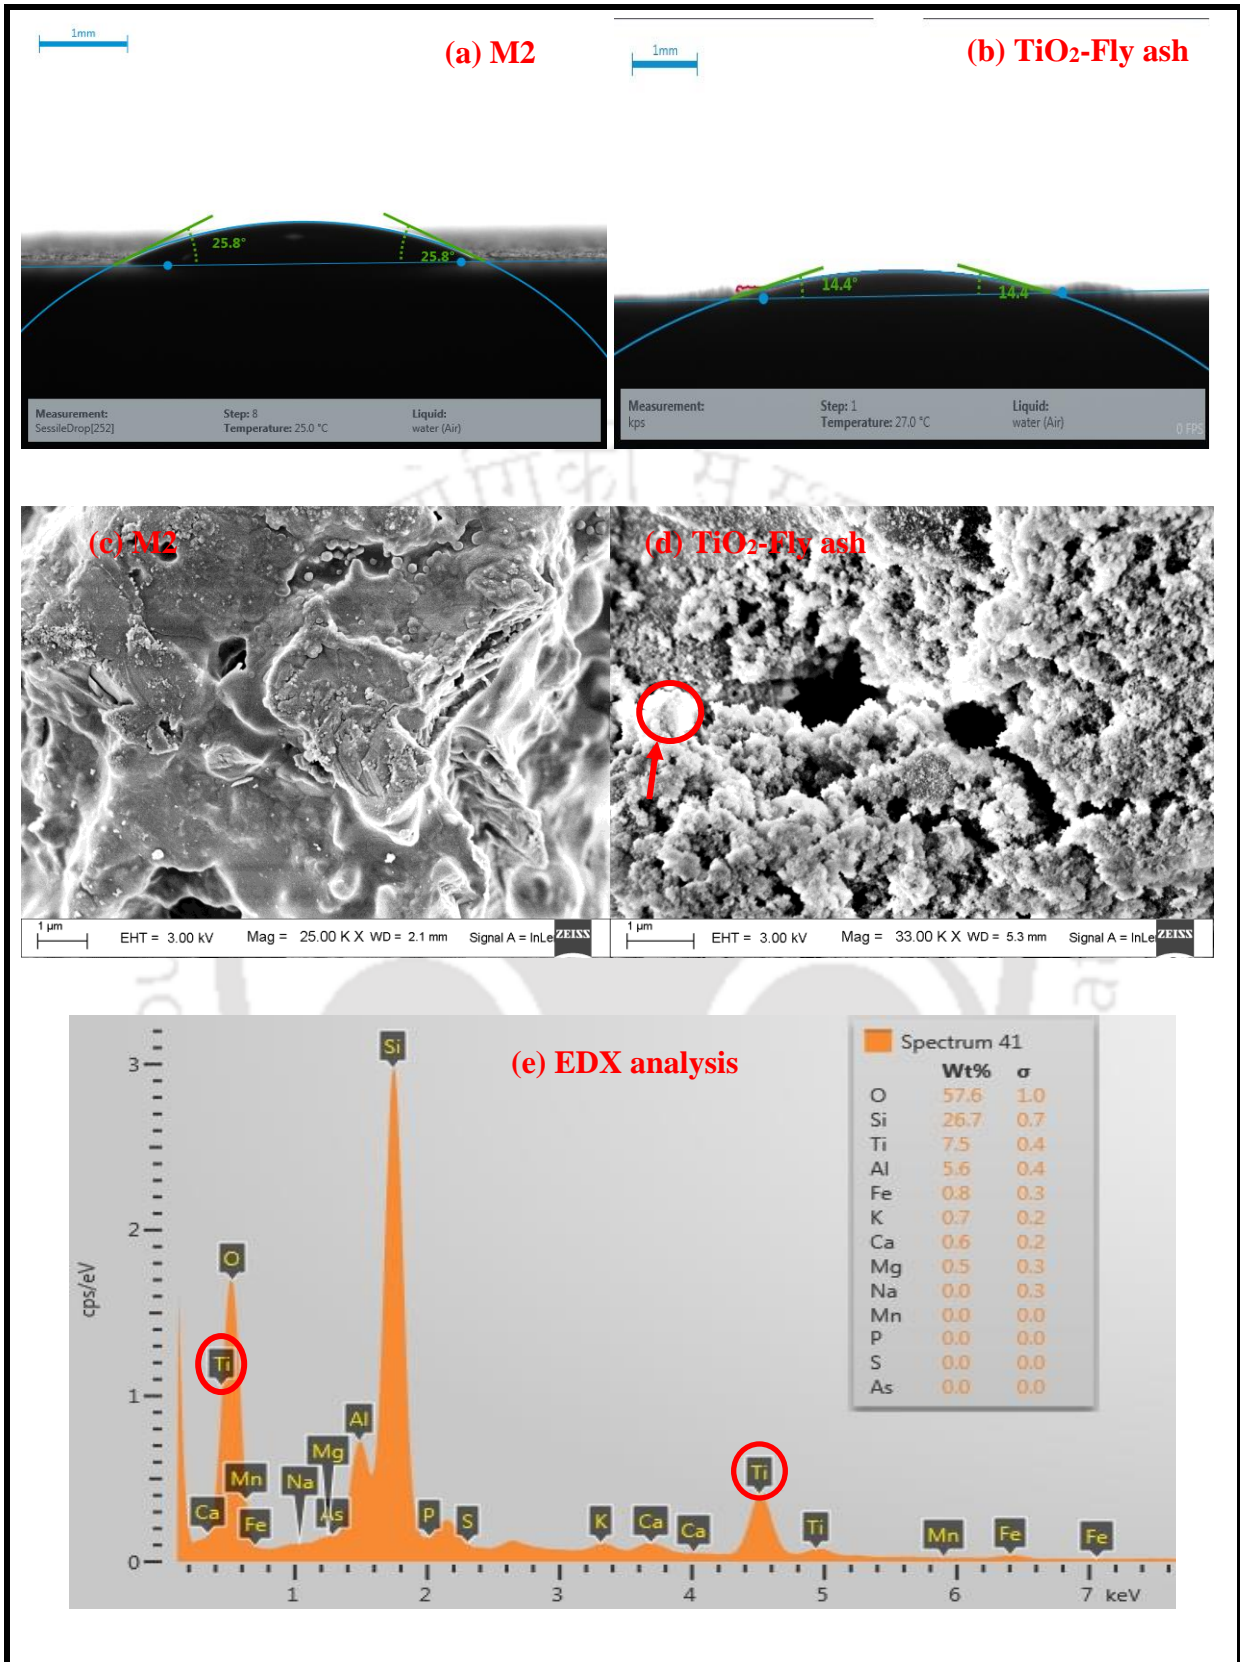 1mm
(a) M2
25.8°
25.8°
Measurement:
SessileDrop[252]
Step: 8
Temperature: 25.0 °C
Liquid:
water (Air)
1mm
(b) TiO₂-Fly ash
14.4°
14.4
Measurement:
kps
Step: 1
Temperature: 27.0 °C
Liquid:
water (Air)
0 FPS
(c) M2
1 µm
EHT = 3.00 kV
Mag = 25.00 K X
WD = 2.1 mm
Signal A = InLe
ZEISS
(d) TiO₂-Fly ash
1 µm
EHT = 3.00 kV
Mag = 33.00 K X
WD = 5.3 mm
Signal A = InLe
ZEISS
(e) EDX analysis
cps/eV
3
2
1
0
1 2 3 4 5 6 7 keV
Si
O
Ti
Al
Mg
Mn
Na
Ca
Fe
As
P
S
K
Ca
Ca
Ti
Ti
Mn
Fe
Fe
Spectrum 41
Wt% σ
O 57.6 1.0
Si 26.7 0.7
Ti 7.5 0.4
Al 5.6 0.4
Fe 0.8 0.3
K 0.7 0.2
Ca 0.6 0.2
Mg 0.5 0.3
Na 0.0 0.3
Mn 0.0 0.0
P 0.0 0.0
S 0.0 0.0
As 0.0 0.0